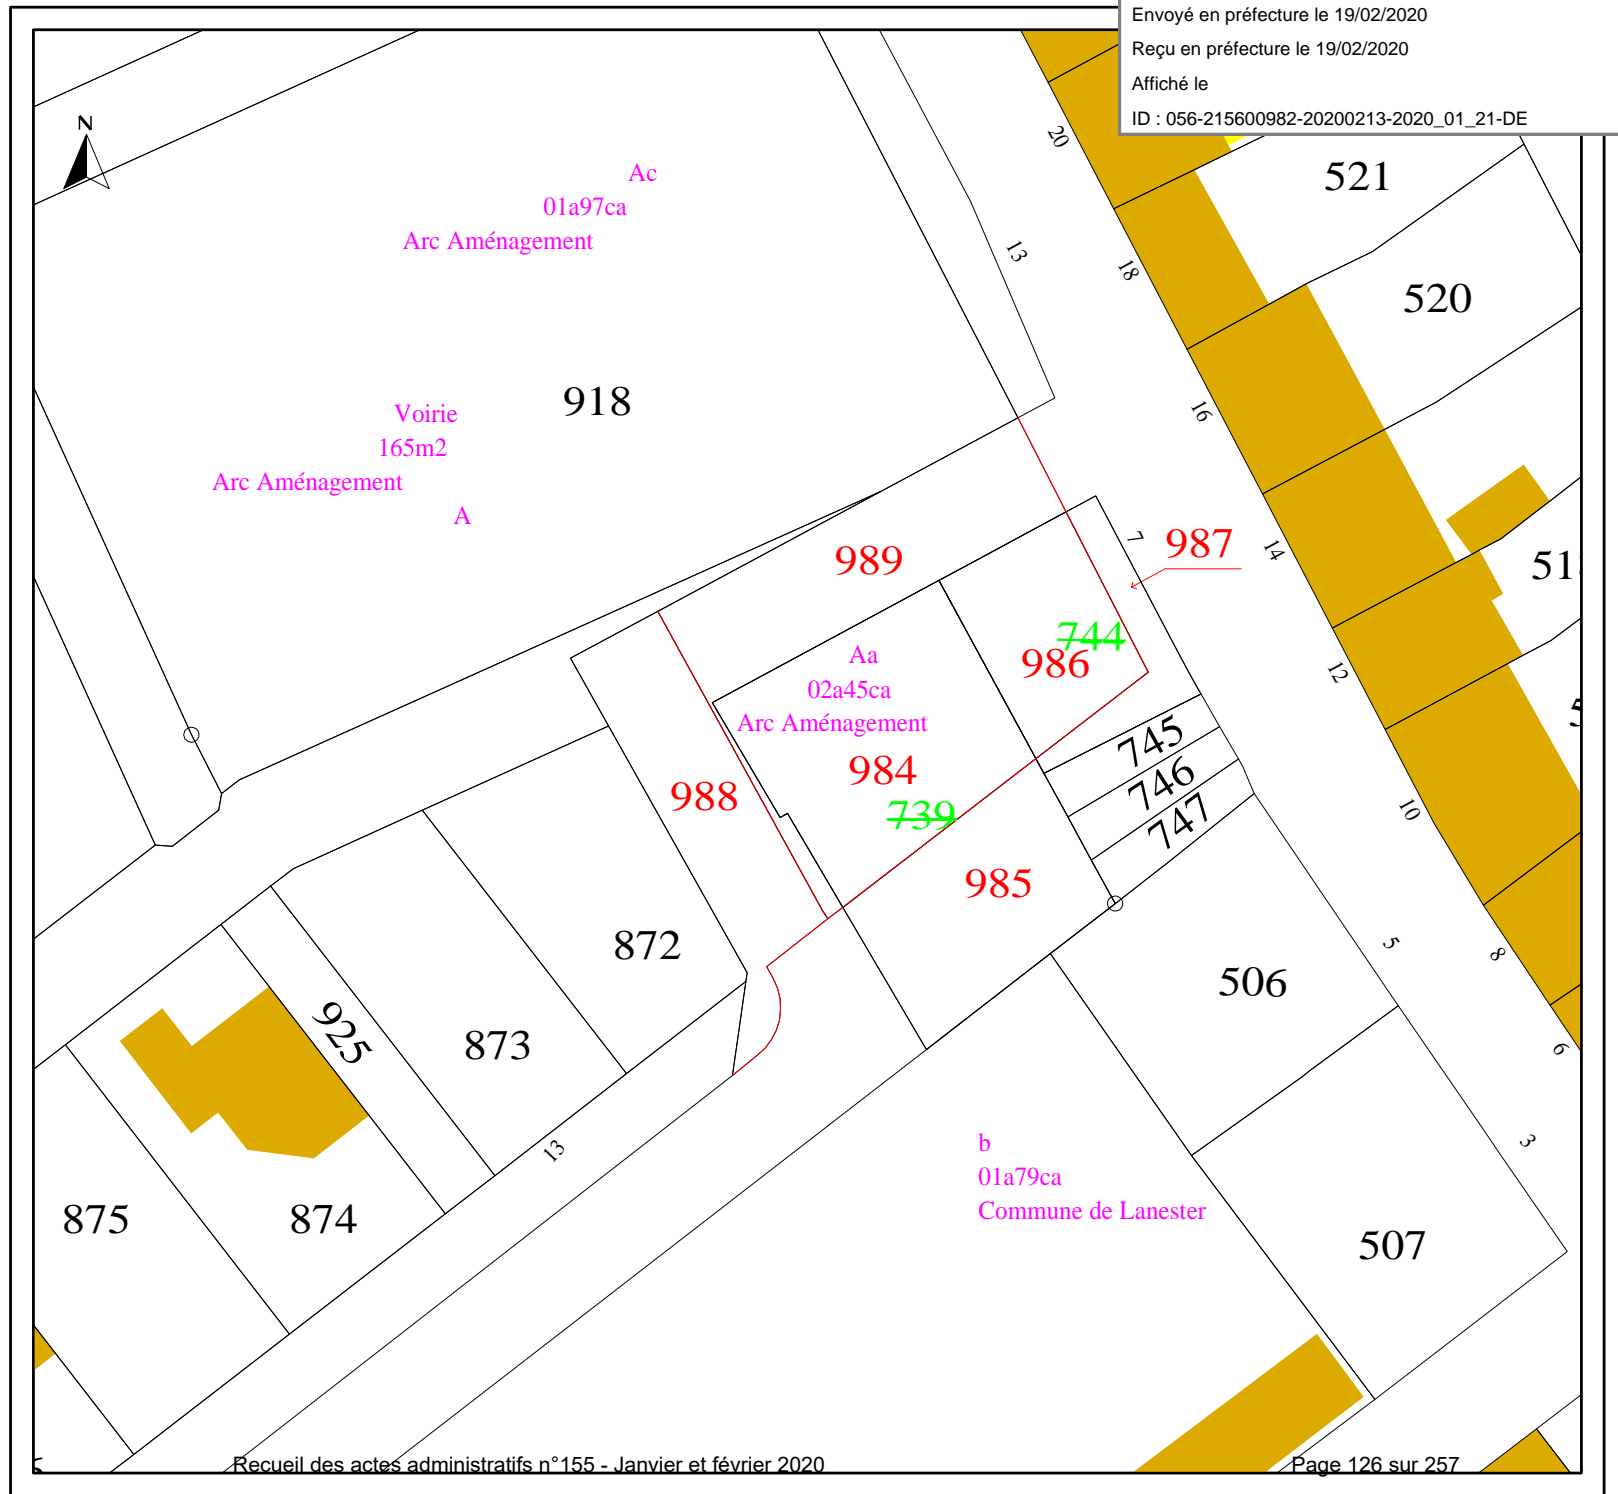 Envoyé en préfecture le 19/02/2020
Reçu en préfecture le 19/02/2020
Affiché le
ID : 056-215600982-20200213-2020_01_21-DE
N
20
521
Ac
01a97ca
Arc Aménagement
13
18
520
918
Voirie
165m2
Arc Aménagement
A
16
989
7
987
14
744
986
Aa
02a45ca
Arc Aménagement
12
745
984
746
988
739
747
10
985
872
5
8
506
925
873
6
13
b
01a79ca
Commune de Lanester
3
875
874
507
Recueil des actes administratifs n°155 - Janvier et février 2020
Page 126 sur 257